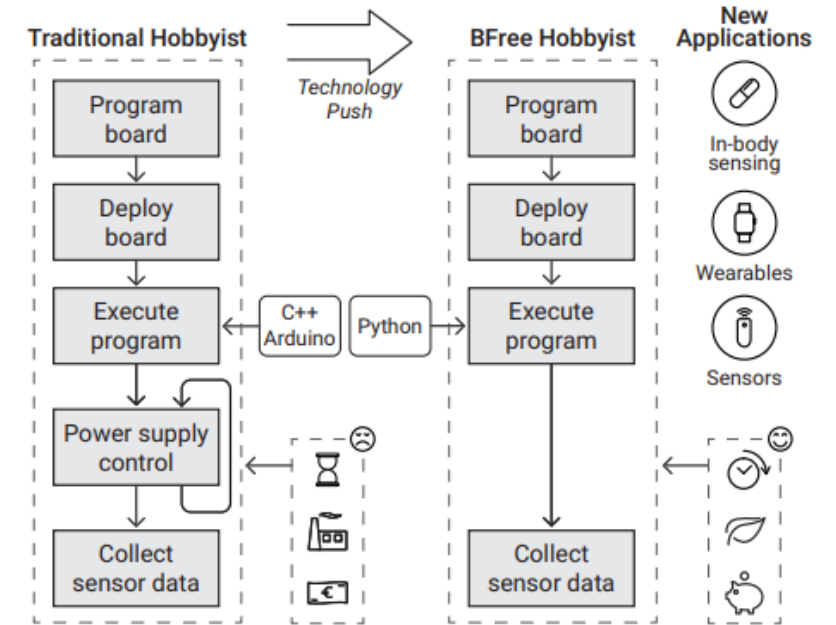 Traditional Hobbyist
Technology
Push
BFree Hobbyist
New
Applications
Program
board
Deploy
board
Execute
program
Power supply
control
Collect
sensor data
C++
Arduino
Python
€
Program
board
Deploy
board
Execute
program
Collect
sensor data
In-body
sensing
Wearables
Sensors